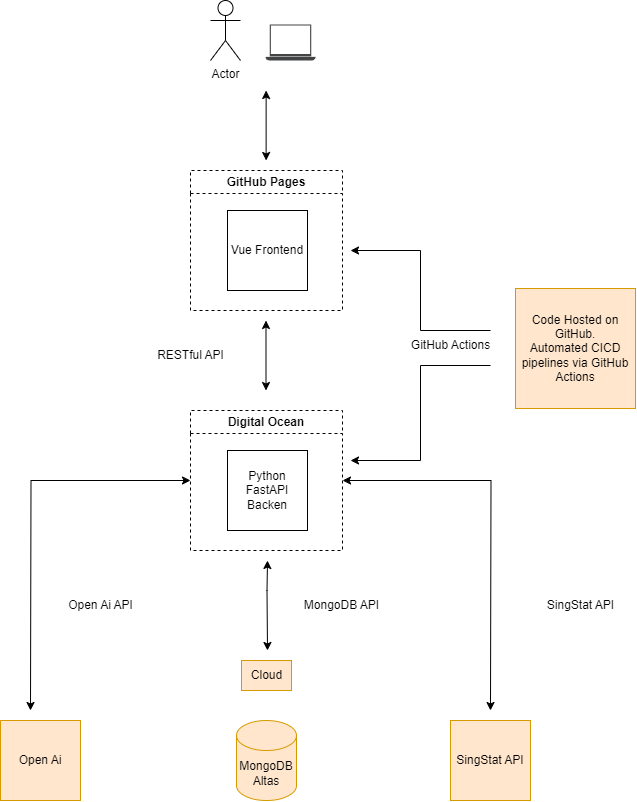 Actor
GitHub Pages
Vue Frontend
RESTful API
GitHub Actions
Code Hosted on
GitHub.
Automated CICD
pipelines via GitHub
Actions
Digital Ocean
Python
FastAPI
Backen
Open Ai API
MongoDB API
SingStat API
Cloud
Open Ai
MongoDB
Altas
SingStat API